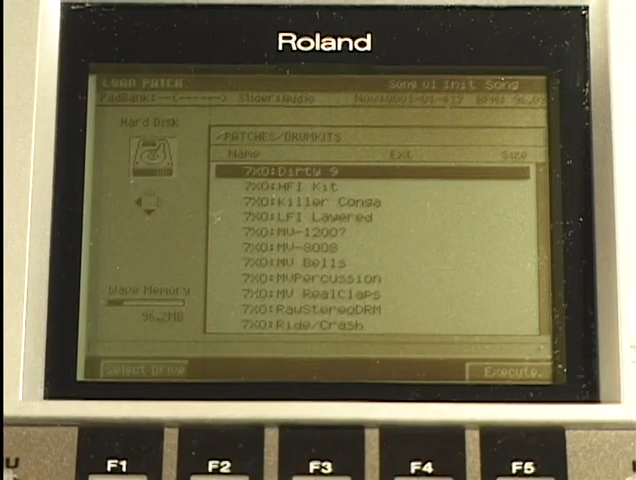 Roland
LOAD PATCH Song 01 Init Song
PadBank:--<-----> Slider:Audio
Hard Disk
/PATCHES/DRUMKITS
Name Ext Size
7XO:Dirty 9
7XO:HFI Kit
7XO:Killer Conga
7XO:LFI Layered
7XO:MV-1200?
7XO:MV-8008
7XO:MV Bells
7XO:MVPercussion
7XO:MV RealClaps
7XO:RawStereoDRM
7XO:Ride/Crash
Wave Memory
96.2MB
Select Drive Execute
F1 F2 F3 F4 F5